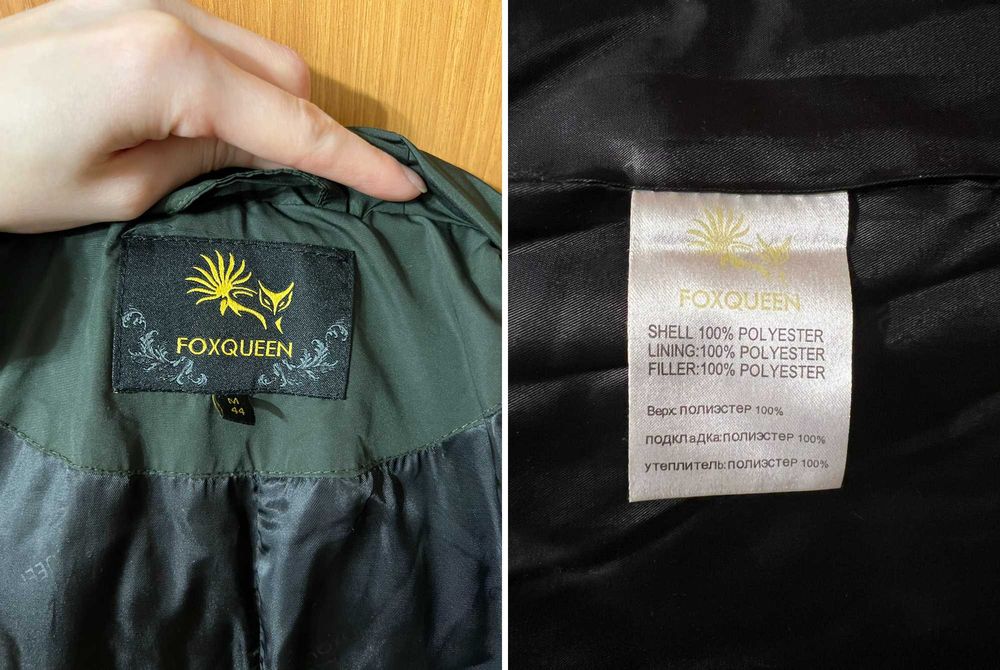 FOXQUEEN
M
44
FOXQUEEN
SHELL 100% POLYESTER
LINING:100% POLYESTER
FILLER:100% POLYESTER
Верх: ПОЛИЭСТЕР 100%
ПОДКЛАДКА:ПОЛИЭСТЕР 100%
УТЕПЛИТЕЛЬ:ПОЛИЭСТЕР 100%